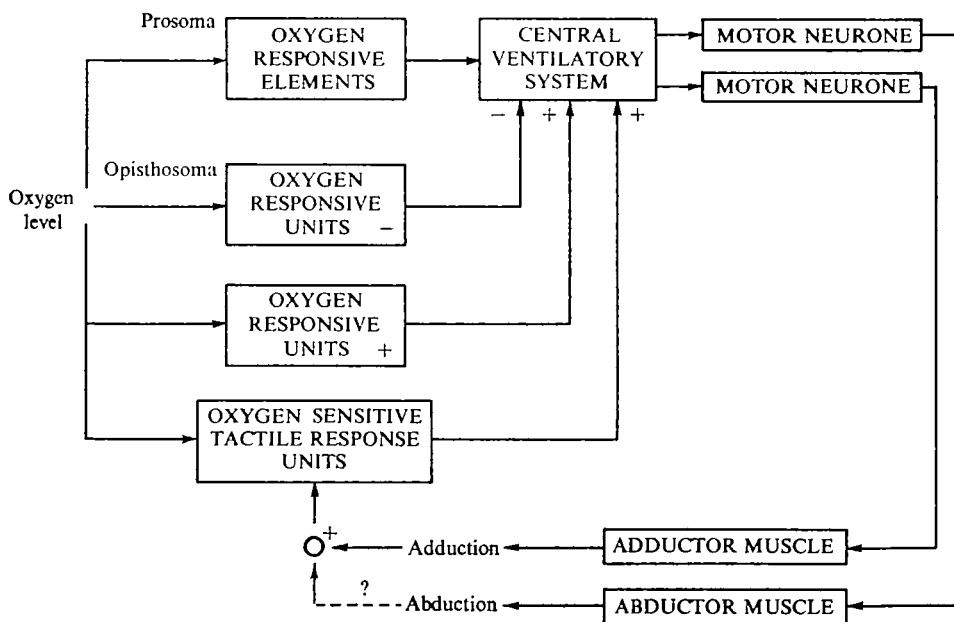 Prosoma
OXYGEN
RESPONSIVE
ELEMENTS
CENTRAL
VENTILATORY
SYSTEM
MOTOR NEURONE
MOTOR NEURONE
− + +
Opisthosoma
Oxygen
level
OXYGEN
RESPONSIVE
UNITS −
OXYGEN
RESPONSIVE
UNITS +
OXYGEN SENSITIVE
TACTILE RESPONSE
UNITS
+
Adduction
ADDUCTOR MUSCLE
?
Abduction
ABDUCTOR MUSCLE